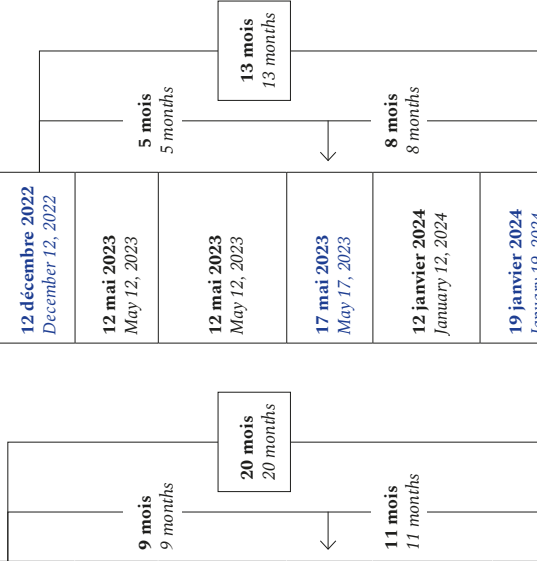 13 mois
13 months
5 mois
5 months
8 mois
8 months
12 décembre 2022
December 12, 2022
12 mai 2023
May 12, 2023
12 mai 2023
May 12, 2023
17 mai 2023
May 17, 2023
12 janvier 2024
January 12, 2024
19 janvier 2024
January 19, 2024
20 mois
20 months
9 mois
9 months
11 mois
11 months